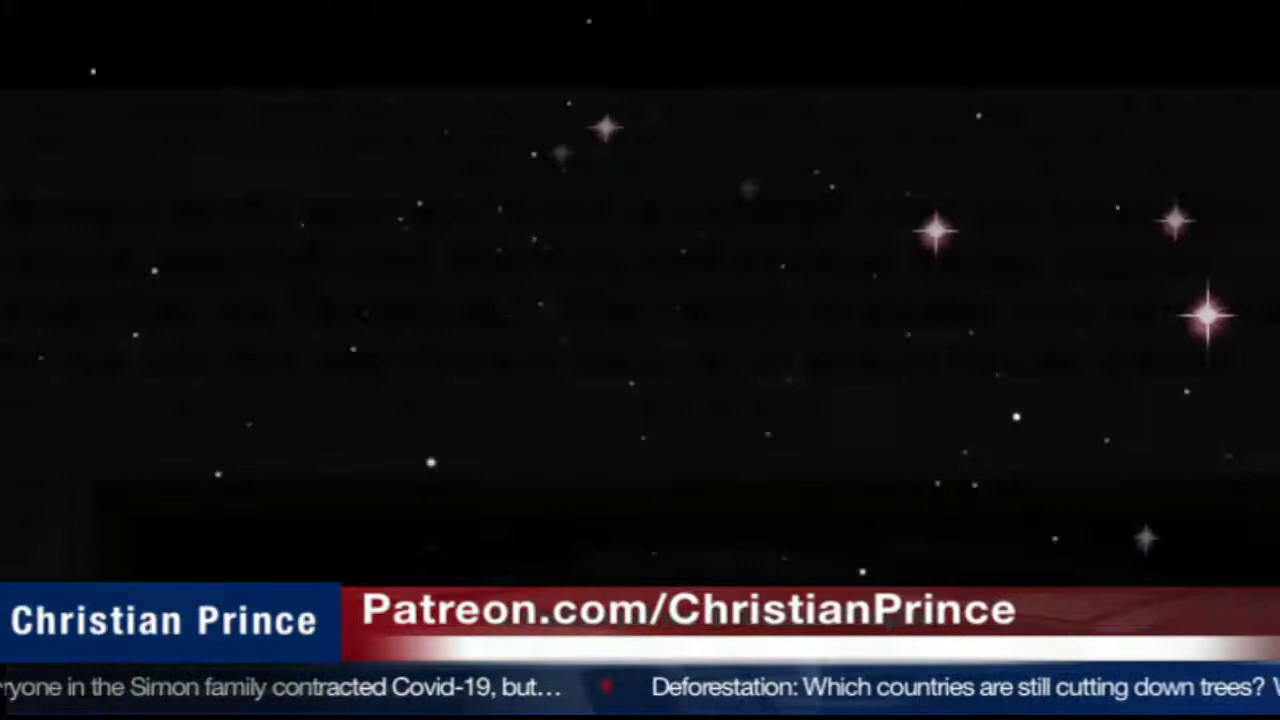 Christian Prince
Patreon.com/ChristianPrince
ryone in the Simon family contracted Covid-19, but… Deforestation: Which countries are still cutting down trees?